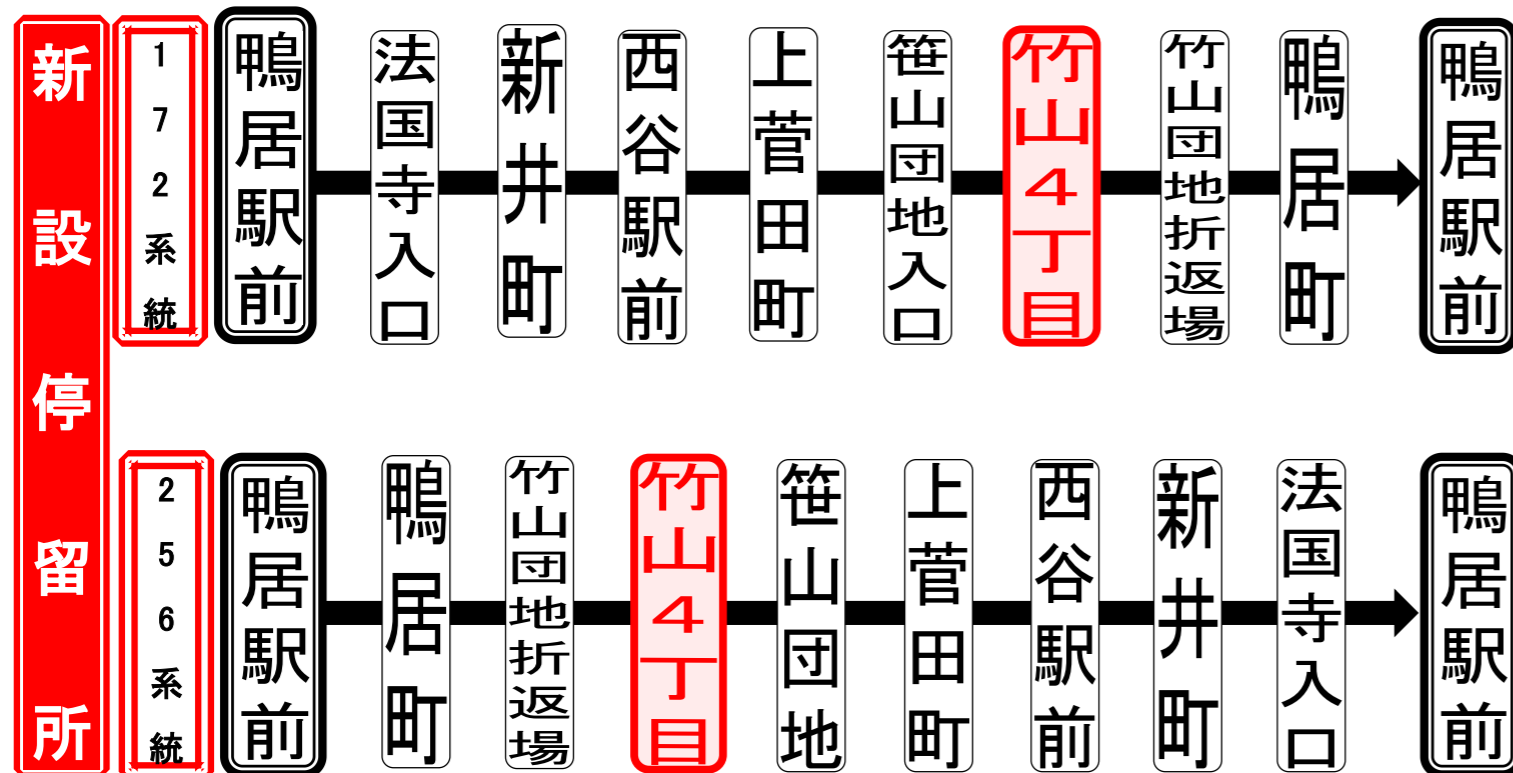 新設停留所
172系統
鴨居駅前
法国寺入口
新井町
西谷駅前
上菅田町
笹山団地入口
竹山4丁目
竹山団地折返場
鴨居町
鴨居駅前
256系統
鴨居駅前
鴨居町
竹山団地折返場
竹山4丁目
笹山団地
上菅田町
西谷駅前
新井町
法国寺入口
鴨居駅前